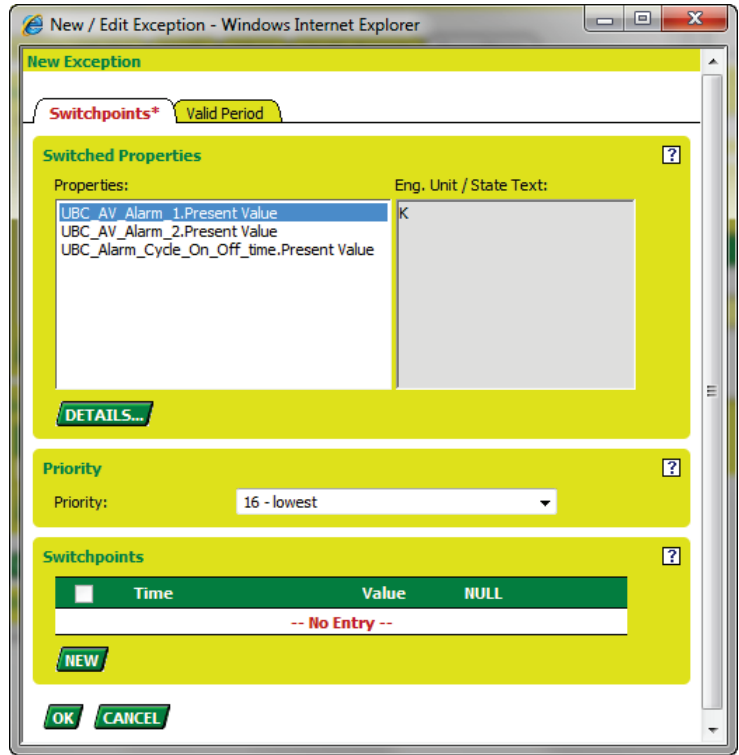 New / Edit Exception - Windows Internet Explorer
New Exception
Switchpoints* Valid Period
Switched Properties ?
Properties: Eng. Unit / State Text:
UBC_AV_Alarm_1.Present Value K
UBC_AV_Alarm_2.Present Value
UBC_Alarm_Cycle_On_Off_time.Present Value
DETAILS...
Priority ?
Priority: 16 - lowest
Switchpoints ?
Time Value NULL
-- No Entry --
NEW
OK CANCEL